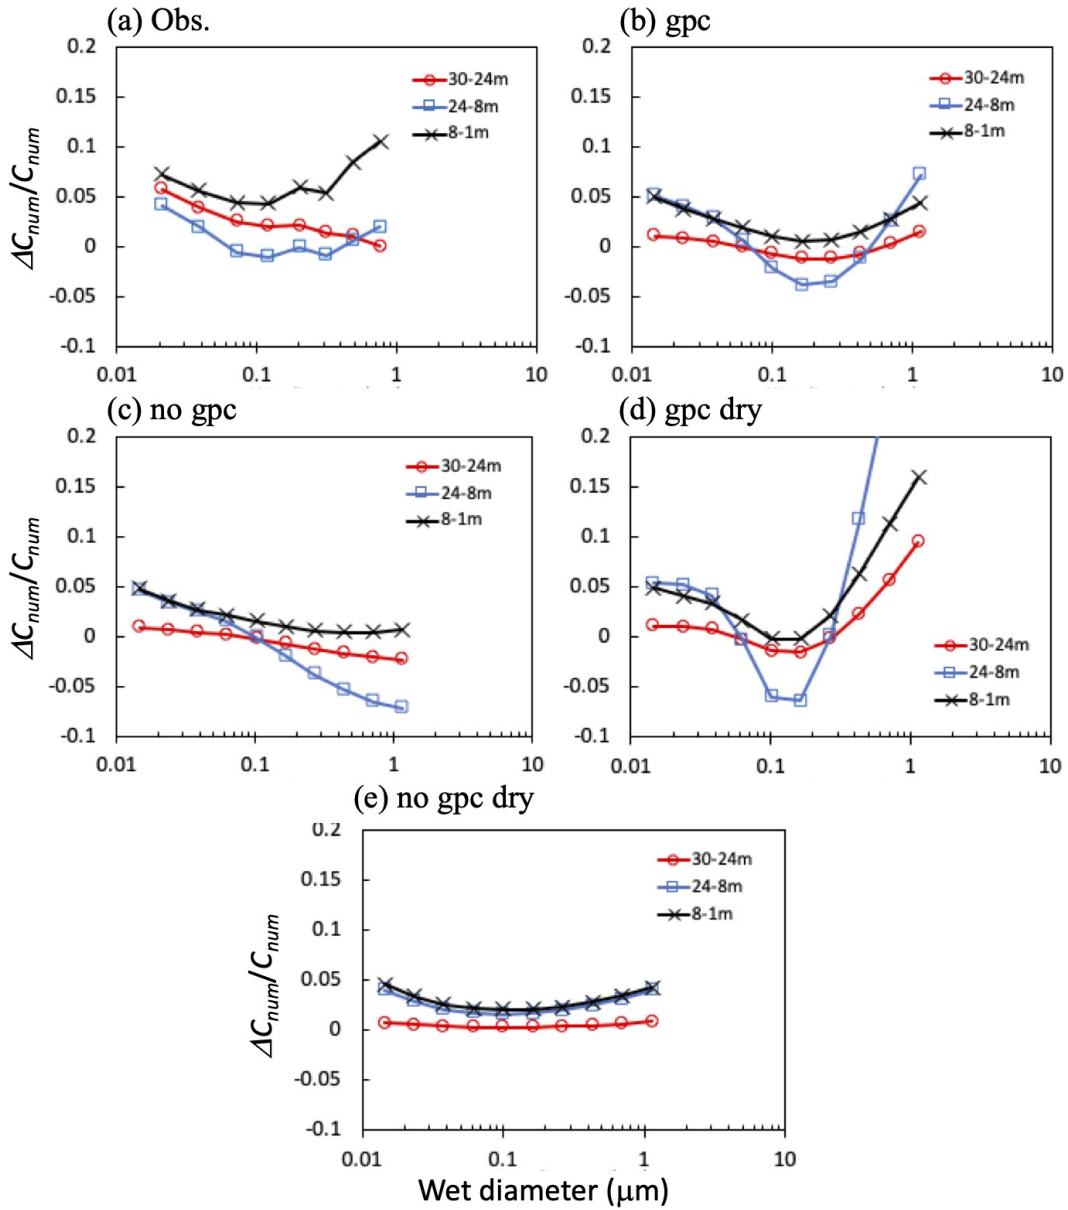 (a) Obs.
0.2
0.15
0.1
0.05
0
-0.05
-0.1
0.01
0.1
1
10
ΔCnum/Cnum
30-24m
24-8m
8-1m
(b) gpc
0.2
0.15
0.1
0.05
0
-0.05
-0.1
0.01
0.1
1
10
30-24m
24-8m
8-1m
(c) no gpc
0.2
0.15
0.1
0.05
0
-0.05
-0.1
0.01
0.1
1
10
ΔCnum/Cnum
30-24m
24-8m
8-1m
(d) gpc dry
0.2
0.15
0.1
0.05
0
-0.05
-0.1
0.01
0.1
1
10
30-24m
24-8m
8-1m
(e) no gpc dry
0.2
0.15
0.1
0.05
0
-0.05
-0.1
0.01
0.1
1
10
ΔCnum/Cnum
30-24m
24-8m
8-1m
Wet diameter (μm)